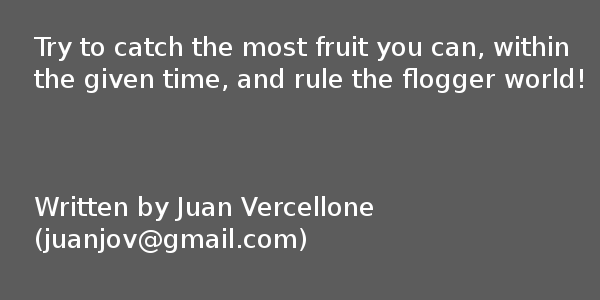 Try to catch the most fruit you can, within
the given time, and rule the flogger world!
Written by Juan Vercellone
(juanjov@gmail.com)